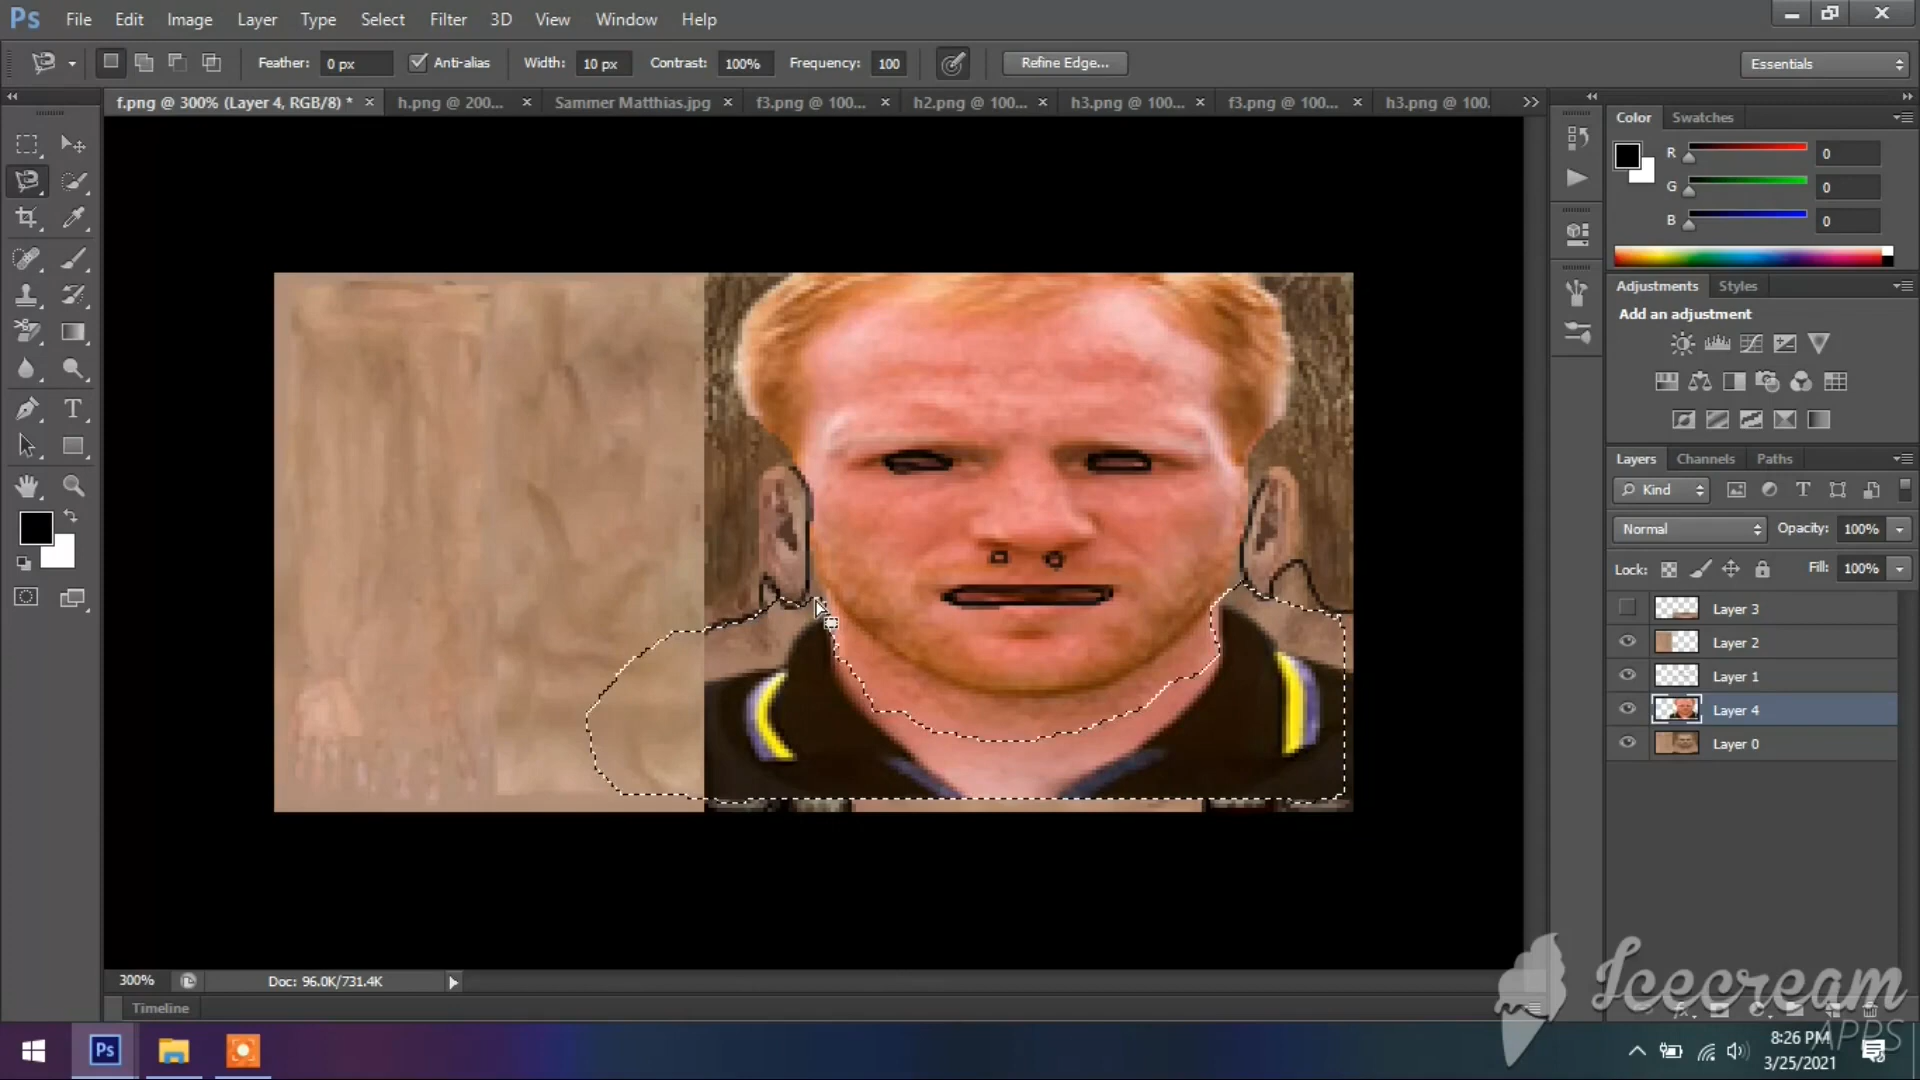 Ps File Edit Image Layer Type Select Filter 3D View Window Help
Feather: 0 px Anti-alias Width: 10 px Contrast: 100% Frequency: 100 Refine Edge... Essentials
f.png @ 300% (Layer 4, RGB/8) * h.png @ 200... Sammer Matthias.jpg f3.png @ 100... h2.png @ 100... h3.png @ 100... f3.png @ 100... h3.png @ 100.
Color Swatches
R 0
G 0
B 0
Adjustments Styles
Add an adjustment
Layers Channels Paths
Kind
Normal Opacity: 100%
Lock: Fill: 100%
Layer 3
Layer 2
Layer 1
Layer 4
Layer 0
300% Doc: 96.0K/731.4K
Timeline
Icecream
APPS
Ps
8:26 PM
3/25/2021